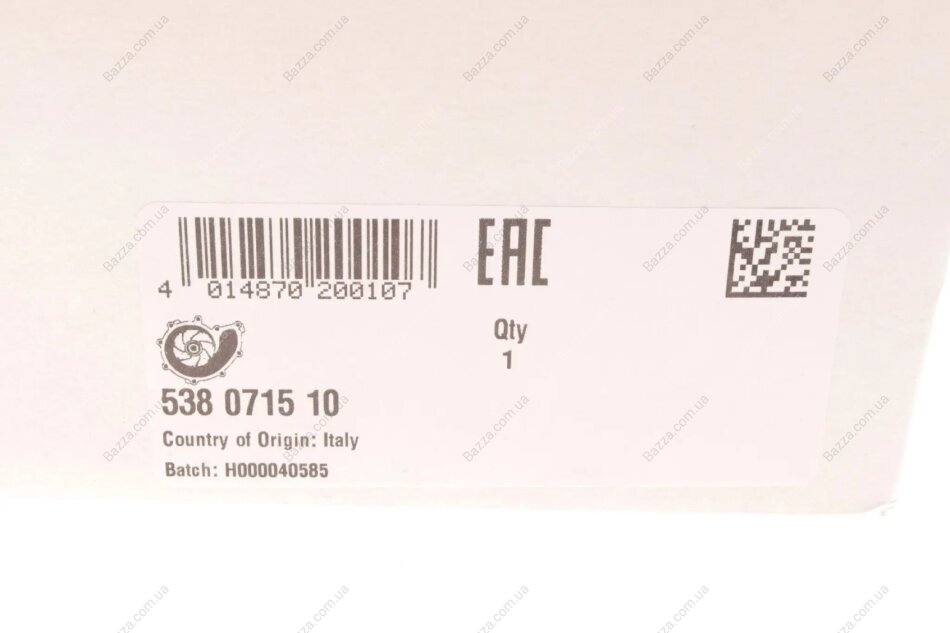 4 014870 200107
EAC
Qty
1
538 0715 10
Country of Origin: Italy
Batch: H000040585
Bazza.com.ua